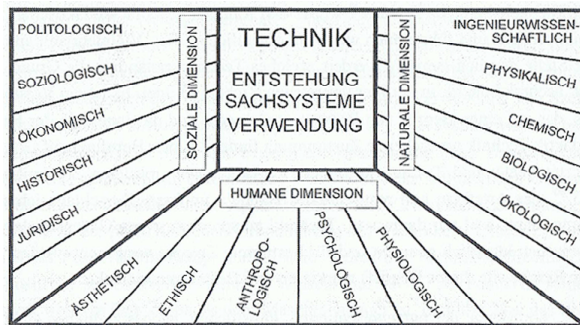 POLITOLOGISCH
SOZIOLOGISCH
ÖKONOMISCH
HISTORISCH
JURIDISCH
SOZIALE DIMENSION
TECHNIK
ENTSTEHUNG
SACHSYSTEME
VERWENDUNG
NATURALE DIMENSION
INGENIEURWISSEN-
SCHAFTLICH
PHYSIKALISCH
CHEMISCH
BIOLOGISCH
ÖKOLOGISCH
HUMANE DIMENSION
ÄSTHETISCH
ETHISCH
ANTHROPO-
LOGISCH
PSYCHOLOGISCH
PHYSIOLOGISCH